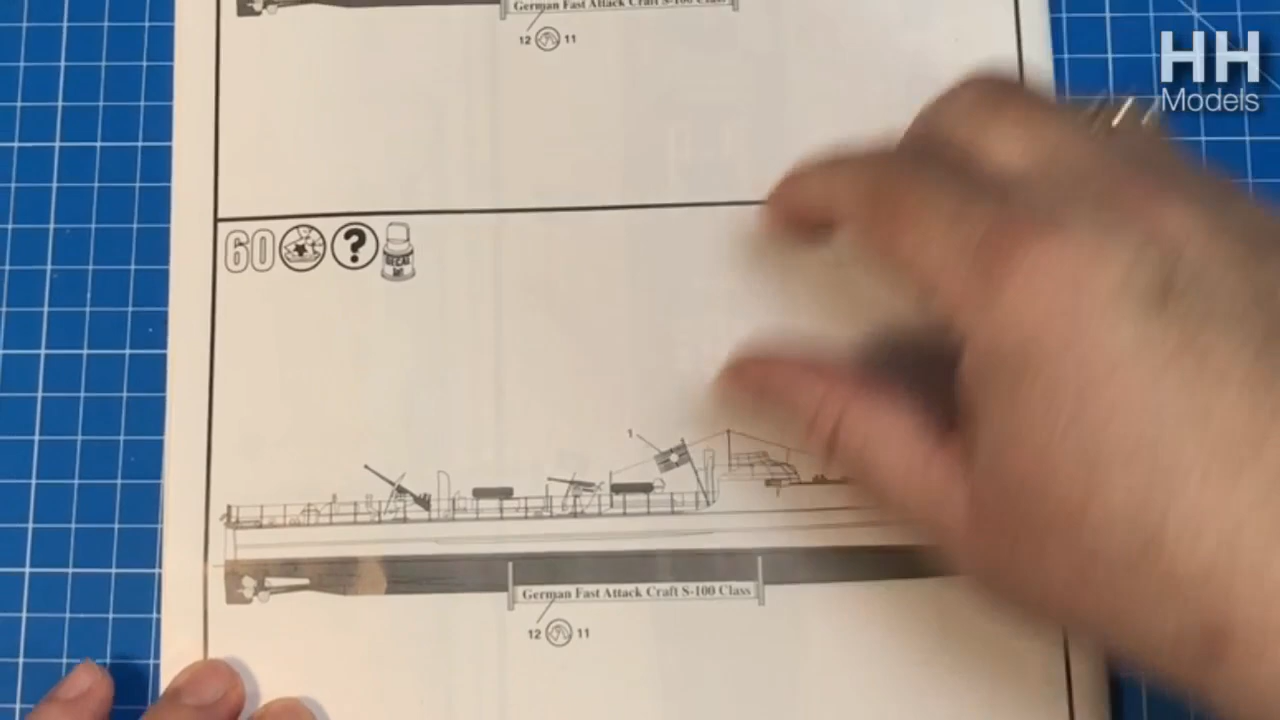 German Fast Attack Craft S-100 Class
12 11
HH
Models
60 ?
DECAL
1
German Fast Attack Craft S-100 Class
12 11